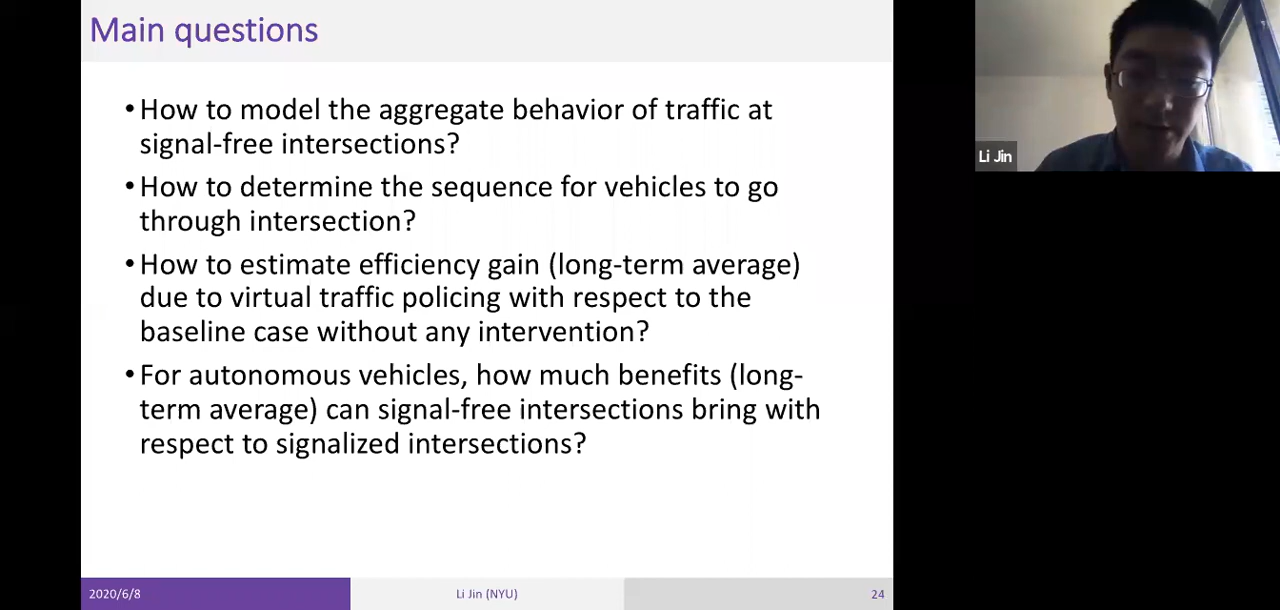 Main questions
•How to model the aggregate behavior of traffic at
signal-free intersections?
•How to determine the sequence for vehicles to go
through intersection?
•How to estimate efficiency gain (long-term average)
due to virtual traffic policing with respect to the
baseline case without any intervention?
•For autonomous vehicles, how much benefits (long-
term average) can signal-free intersections bring with
respect to signalized intersections?
2020/6/8
Li Jin (NYU)
24
Li Jin